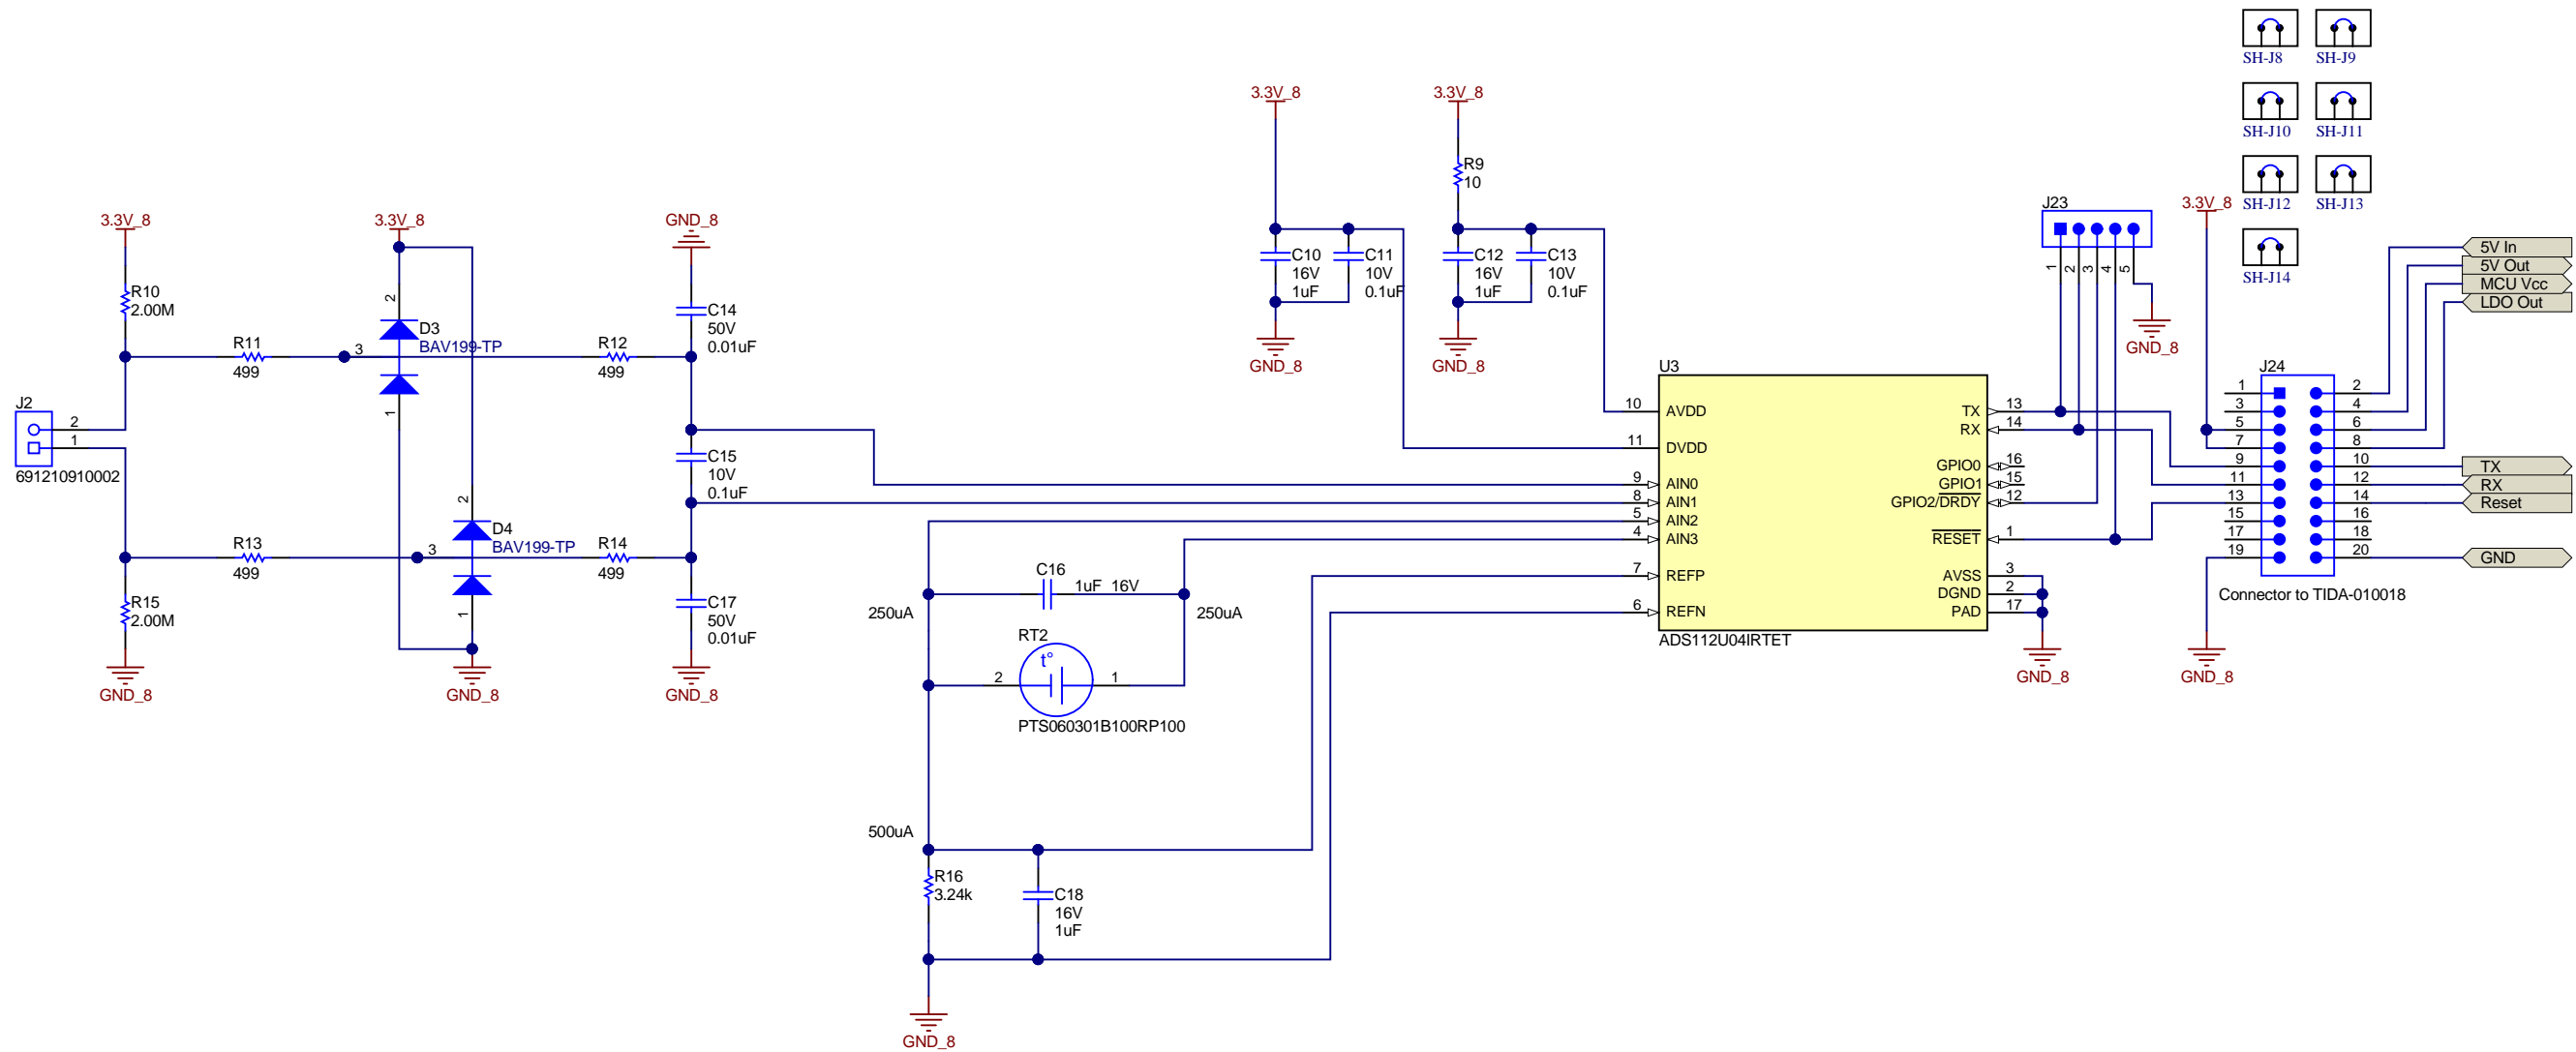 SH-J8
SH-J9
SH-J10
SH-J11
SH-J12
SH-J13
SH-J14
3.3V_8
3.3V_8
R9
10
C10
16V
1uF
C11
10V
0.1uF
C12
16V
1uF
C13
10V
0.1uF
GND_8
GND_8
3.3V_8
3.3V_8
GND_8
R10
2.00M
R11
499
2
D3
BAV199-TP
3
1
R12
499
C14
50V
0.01uF
J2
2
1
691210910002
C15
10V
0.1uF
R13
499
2
D4
BAV199-TP
3
1
R14
499
R15
2.00M
C17
50V
0.01uF
GND_8
GND_8
GND_8
C16
1uF 16V
250uA
250uA
RT2
t°
2
1
PTS060301B100RP100
500uA
R16
3.24k
C18
16V
1uF
GND_8
U3
10 AVDD
11 DVDD
9 AIN0
8 AIN1
5 AIN2
4 AIN3
7 REFP
6 REFN
TX 13
RX 14
GPIO0 16
GPIO1 15
GPIO2/DRDY 12
RESET 1
AVSS 3
DGND 2
PAD 17
ADS112U04IRTET
GND_8
J23
1
2
3
4
5
GND_8
3.3V_8
J24
1 2
3 4
5 6
7 8
9 10
11 12
13 14
15 16
17 18
19 20
Connector to TIDA-010018
GND_8
5V In
5V Out
MCU Vcc
LDO Out
TX
RX
Reset
GND